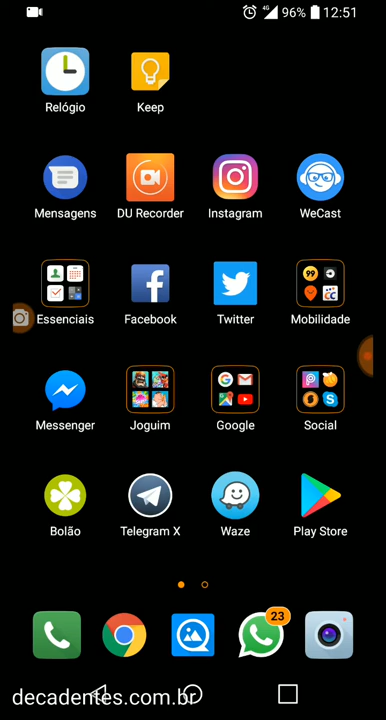 4G 96% 12:51
Relógio Keep
Mensagens DU Recorder Instagram WeCast
99
Essenciais Facebook Twitter Mobilidade
Messenger Joguim Google Social
Bolão Telegram X Waze Play Store
23
decadentes.com.br